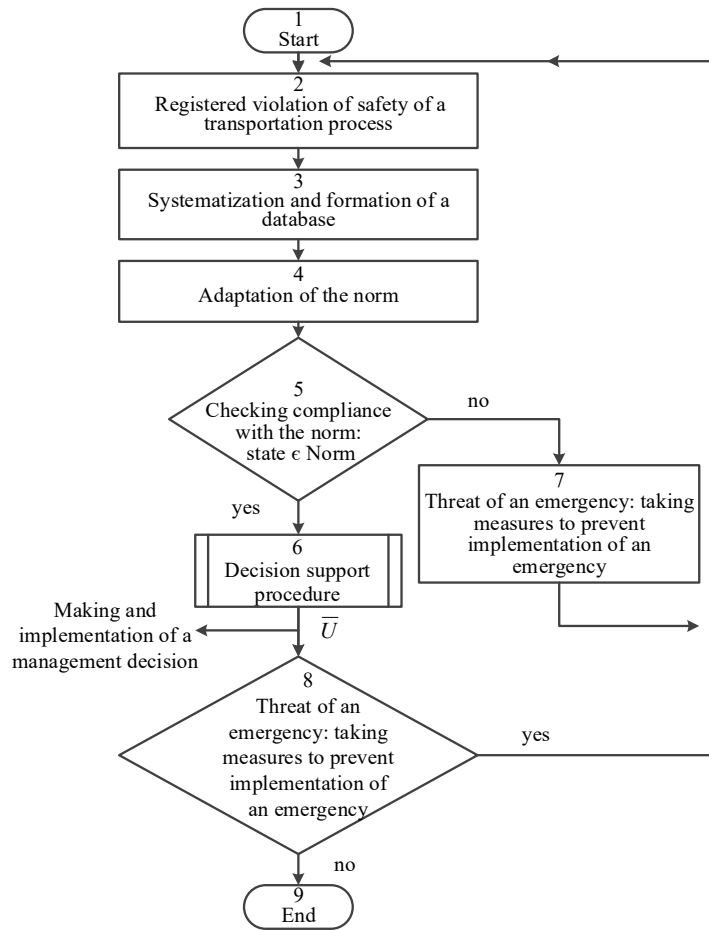 1
Start
2
Registered violation of safety of a
transportation process
3
Systematization and formation of a
database
4
Adaptation of the norm
5
Checking compliance
with the norm:
state ϵ Norm
no
yes
7
Threat of an emergency: taking
measures to prevent
implementation of an
emergency
6
Decision support
procedure
Making and
implementation of a
management decision
U̅
8
Threat of an
emergency: taking
measures to prevent
implementation of
an emergency
yes
no
9
End